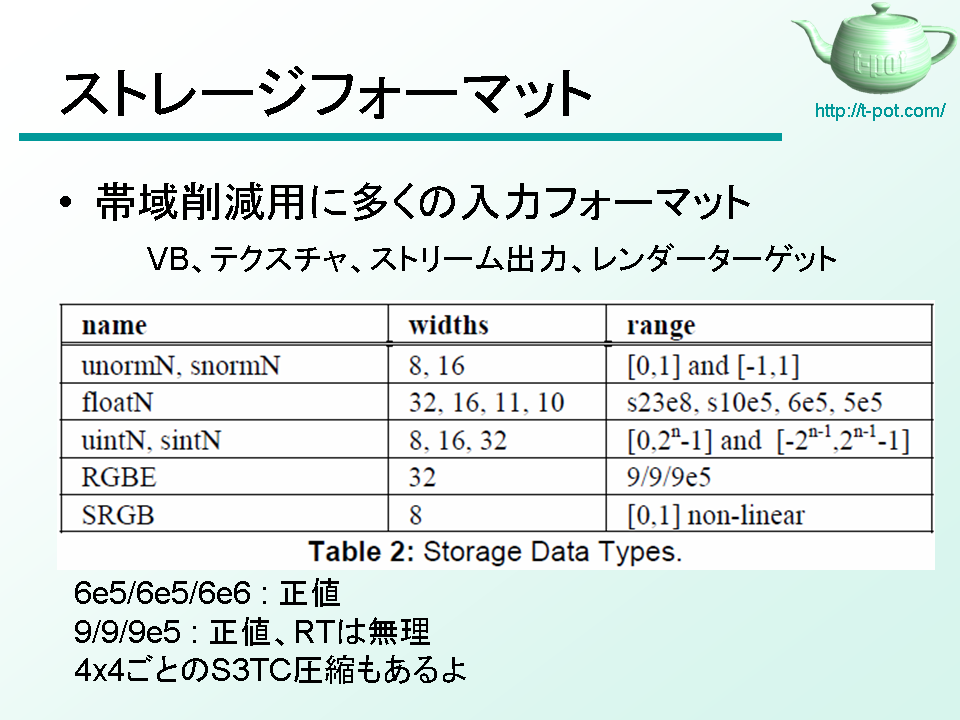 t-pot
http://t-pot.com/
ストレージフォーマット
• 帯域削減用に多くの入力フォーマット
VB、テクスチャ、ストリーム出力、レンダーターゲット
name widths range
unormN, snormN 8, 16 [0,1] and [-1,1]
floatN 32, 16, 11, 10 s23e8, s10e5, 6e5, 5e5
uintN, sintN 8, 16, 32 [0,2ⁿ-1] and [-2ⁿ⁻¹,2ⁿ⁻¹-1]
RGBE 32 9/9/9e5
SRGB 8 [0,1] non-linear
Table 2: Storage Data Types.
6e5/6e5/6e6 : 正値
9/9/9e5 : 正値、RTは無理
4x4ごとのS3TC圧縮もあるよ